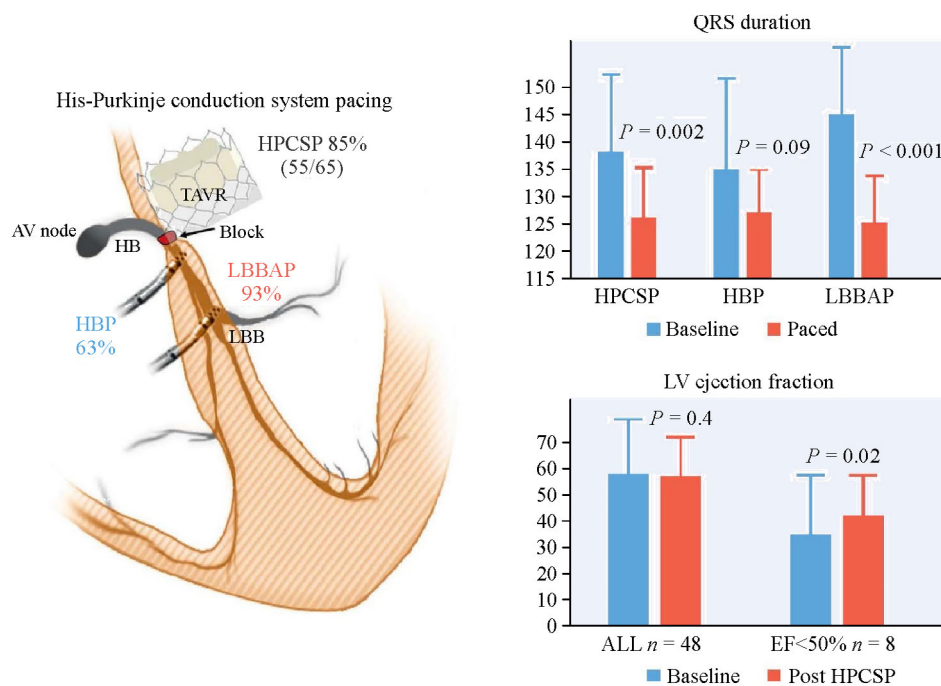 His-Purkinje conduction system pacing
HPCSP 85%
(55/65)
TAVR
AV node
HB
Block
LBBAP
93%
HBP
63%
LBB
QRS duration
150
145
140
135
130
125
120
115
P = 0.002
P = 0.09
P < 0.001
HPCSP HBP LBBAP
Baseline Paced
LV ejection fraction
70
60
50
40
30
20
10
0
P = 0.4
P = 0.02
ALL n = 48 EF<50% n = 8
Baseline Post HPCSP